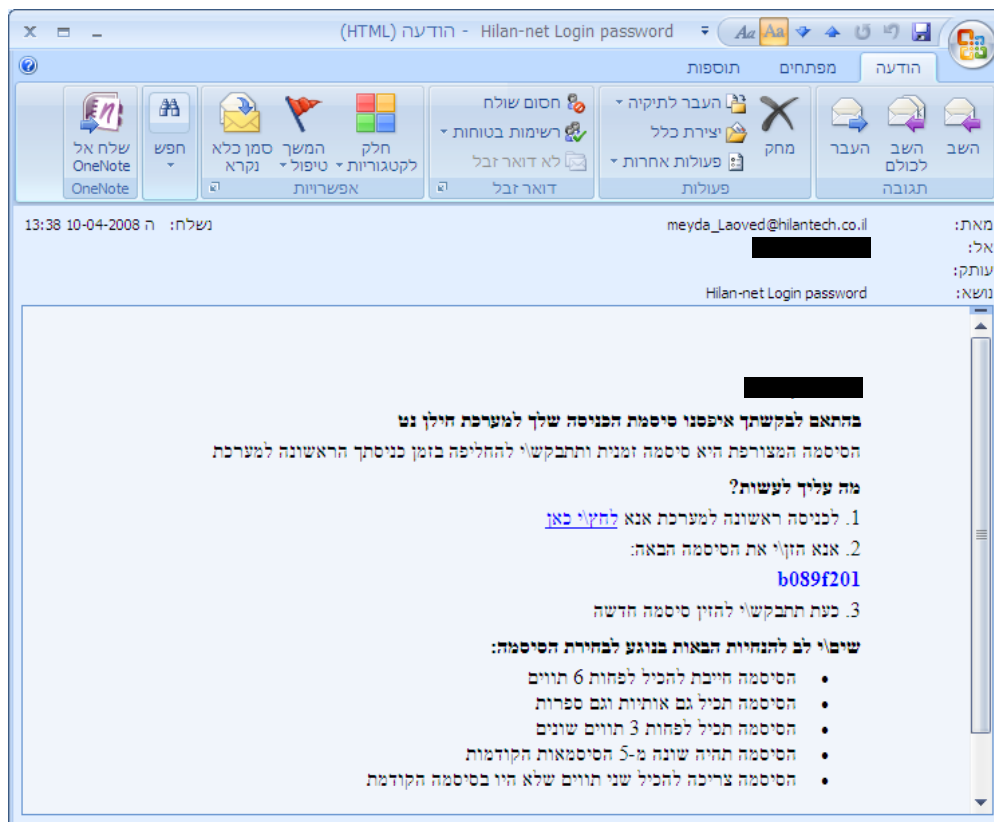 Hilan-net Login password - הודעה (HTML)
הודעה מפתחים תוספות
השב
השב לכולם
העבר
תגובה
מחק
העבר לתיקיה
יצירת כלל
פעולות אחרות
פעולות
חסום שולח
רשימות בטוחות
לא דואר זבל
דואר זבל
חלק לקטגוריות
המשך טיפול
סמן כלא נקרא
אפשרויות
חפש
שלח אל OneNote
OneNote
מאת: meyda_Laoved@hilantech.co.il
נשלח: ה 10-04-2008 13:38
אל:
עותק:
נושא: Hilan-net Login password
בהתאם לבקשתך איפסנו סיסמת הכניסה שלך למערכת חילן נט
הסיסמה המצורפת היא סיסמה זמנית ותתבקש\י להחליפה בזמן כניסתך הראשונה למערכת
מה עליך לעשות?
1. לכניסה ראשונה למערכת אנא לחץ\י כאן
2. אנא הזן\י את הסיסמה הבאה:
b089f201
3. כעת תתבקש\י להזין סיסמה חדשה
שים\י לב להנחיות הבאות בנוגע לבחירת הסיסמה:
• הסיסמה חייבת להכיל לפחות 6 תווים
• הסיסמה תכיל גם אותיות וגם ספרות
• הסיסמה תכיל לפחות 3 תווים שונים
• הסיסמה תהיה שונה מ-5 הסיסמאות הקודמות
• הסיסמה צריכה להכיל שני תווים שלא היו בסיסמה הקודמת